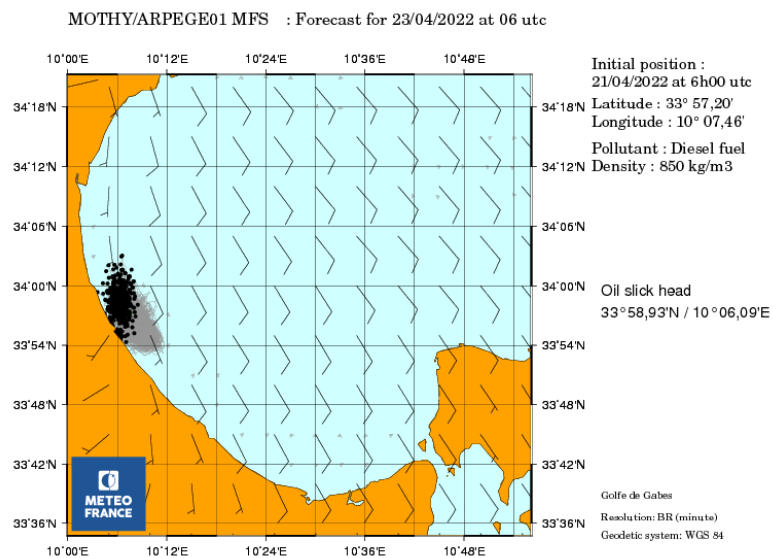 MOTHY/ARPEGE01 MFS : Forecast for 23/04/2022 at 06 utc
10°00'E 10°12'E 10°24'E 10°36'E 10°48'E
Initial position :
21/04/2022 at 6h00 utc
Latitude : 33° 57,20'
Longitude : 10° 07,46'
Pollutant : Diesel fuel
Density : 850 kg/m3
34°18'N 34°18'N
34°12'N 34°12'N
34°06'N 34°06'N
34°00'N 34°00'N
Oil slick head
33°58,93'N / 10°06,09'E
33°54'N 33°54'N
33°48'N 33°48'N
33°42'N 33°42'N
33°36'N 33°36'N
METEO
FRANCE
Golfe de Gabes
Resolution: BR (minute)
Geodetic system: WGS 84
10°00'E 10°12'E 10°24'E 10°36'E 10°48'E